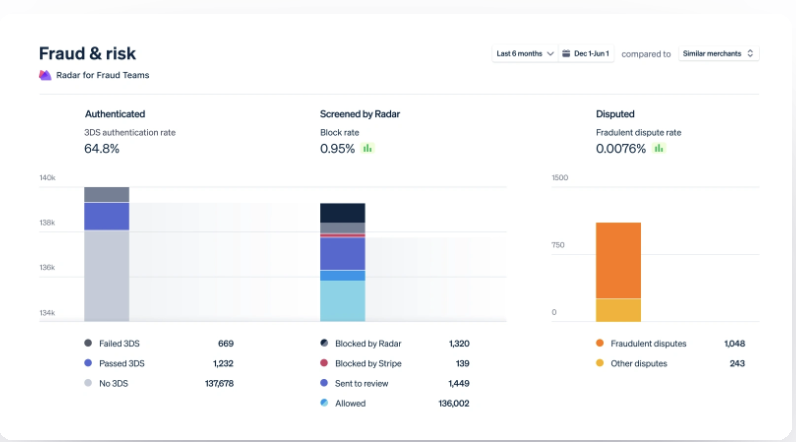 Fraud & risk
Last 6 months
Dec 1-Jun 1
compared to
Similar merchants
Radar for Fraud Teams
Authenticated
3DS authentication rate
64.8%
Screened by Radar
Block rate
0.95%
Disputed
Fradulent dispute rate
0.0076%
140k
138k
136k
134k
1500
750
0
Failed 3DS 669
Passed 3DS 1,232
No 3DS 137,678
Blocked by Radar 1,320
Blocked by Stripe 139
Sent to review 1,449
Allowed 136,002
Fraudulent disputes 1,048
Other disputes 243